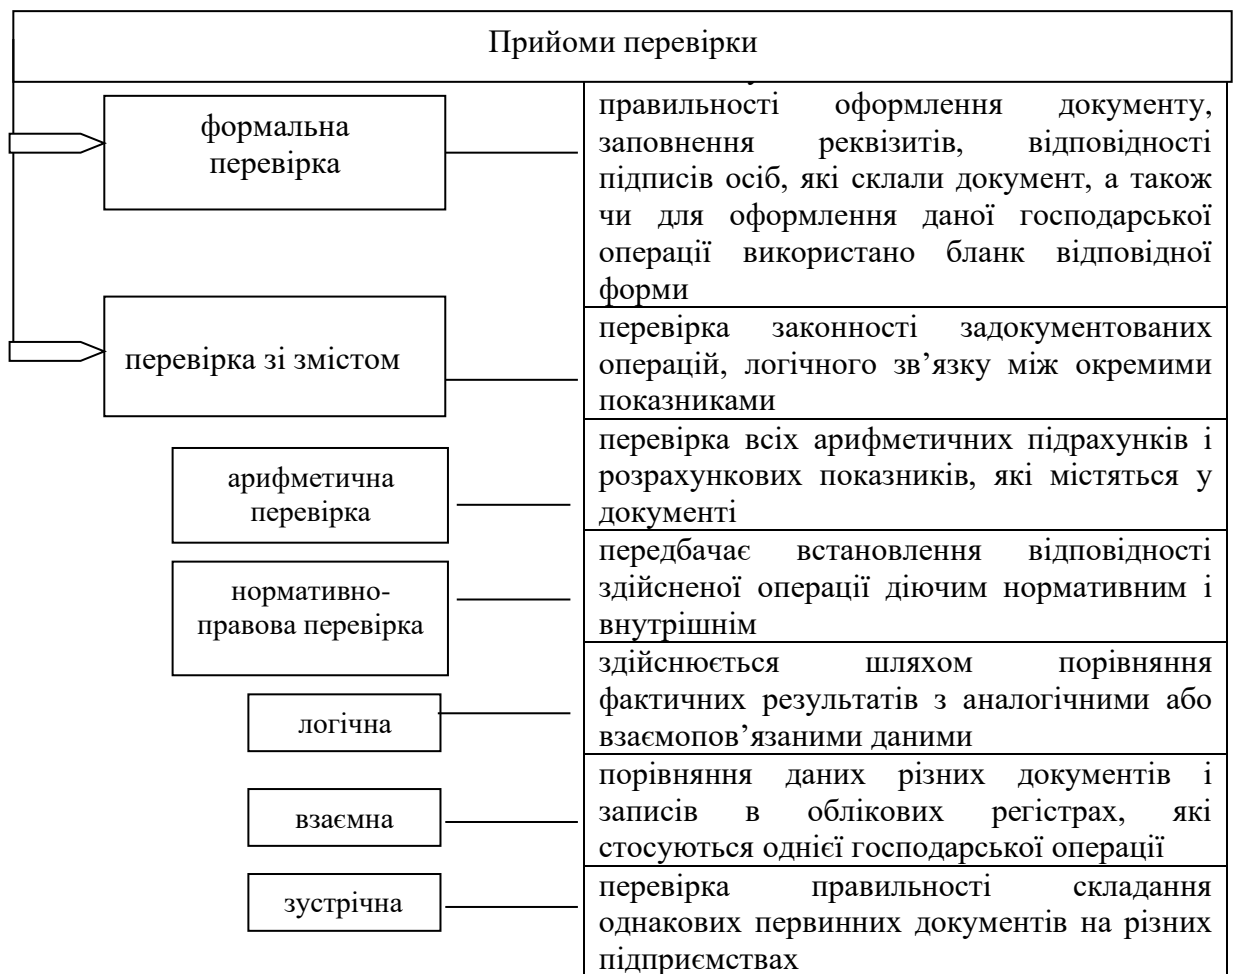 Прийоми перевірки
формальна
перевірка
правильності оформлення документу,
заповнення реквізитів, відповідності
підписів осіб, які склали документ, а також
чи для оформлення даної господарської
операції використано бланк відповідної
форми
перевірка зі змістом
перевірка законності задокументованих
операцій, логічного зв’язку між окремими
показниками
арифметична
перевірка
перевірка всіх арифметичних підрахунків і
розрахункових показників, які містяться у
документі
нормативно-
правова перевірка
передбачає встановлення відповідності
здійсненої операції діючим нормативним і
внутрішнім
логічна
здійснюється шляхом порівняння
фактичних результатів з аналогічними або
взаємопов’язаними даними
взаємна
порівняння даних різних документів і
записів в облікових регістрах, які
стосуються однієї господарської операції
зустрічна
перевірка правильності складання
однакових первинних документів на різних
підприємствах